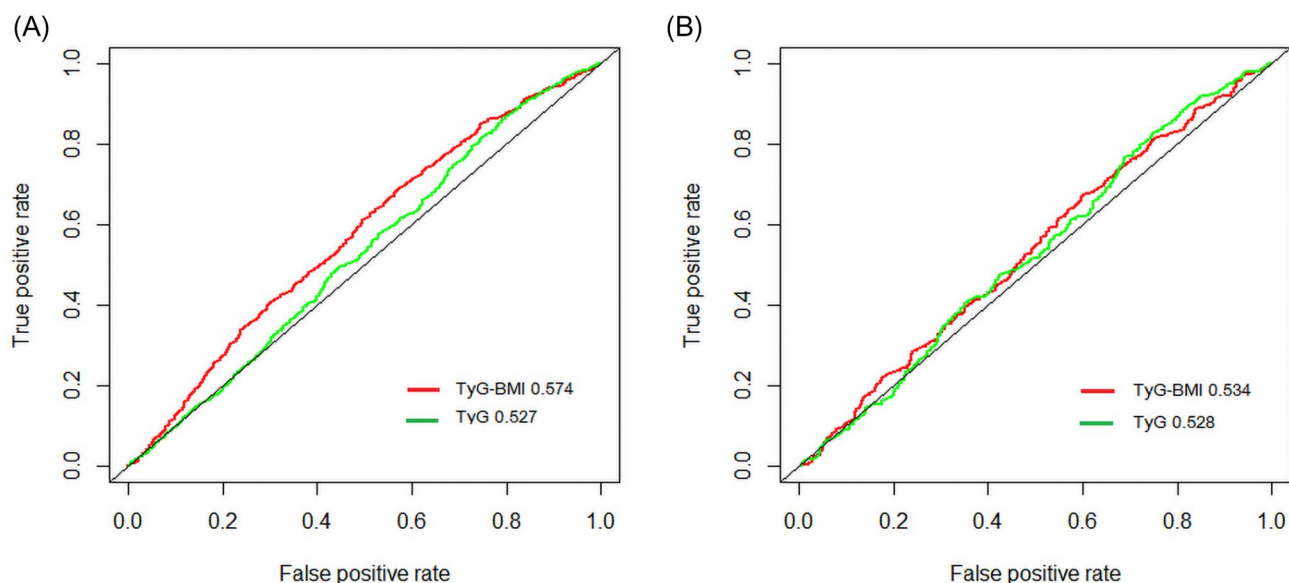 (A)
True positive rate
1.0
0.8
0.6
0.4
0.2
0.0
TyG-BMI 0.574
TyG 0.527
0.0 0.2 0.4 0.6 0.8 1.0
False positive rate
(B)
True positive rate
1.0
0.8
0.6
0.4
0.2
0.0
TyG-BMI 0.534
TyG 0.528
0.0 0.2 0.4 0.6 0.8 1.0
False positive rate